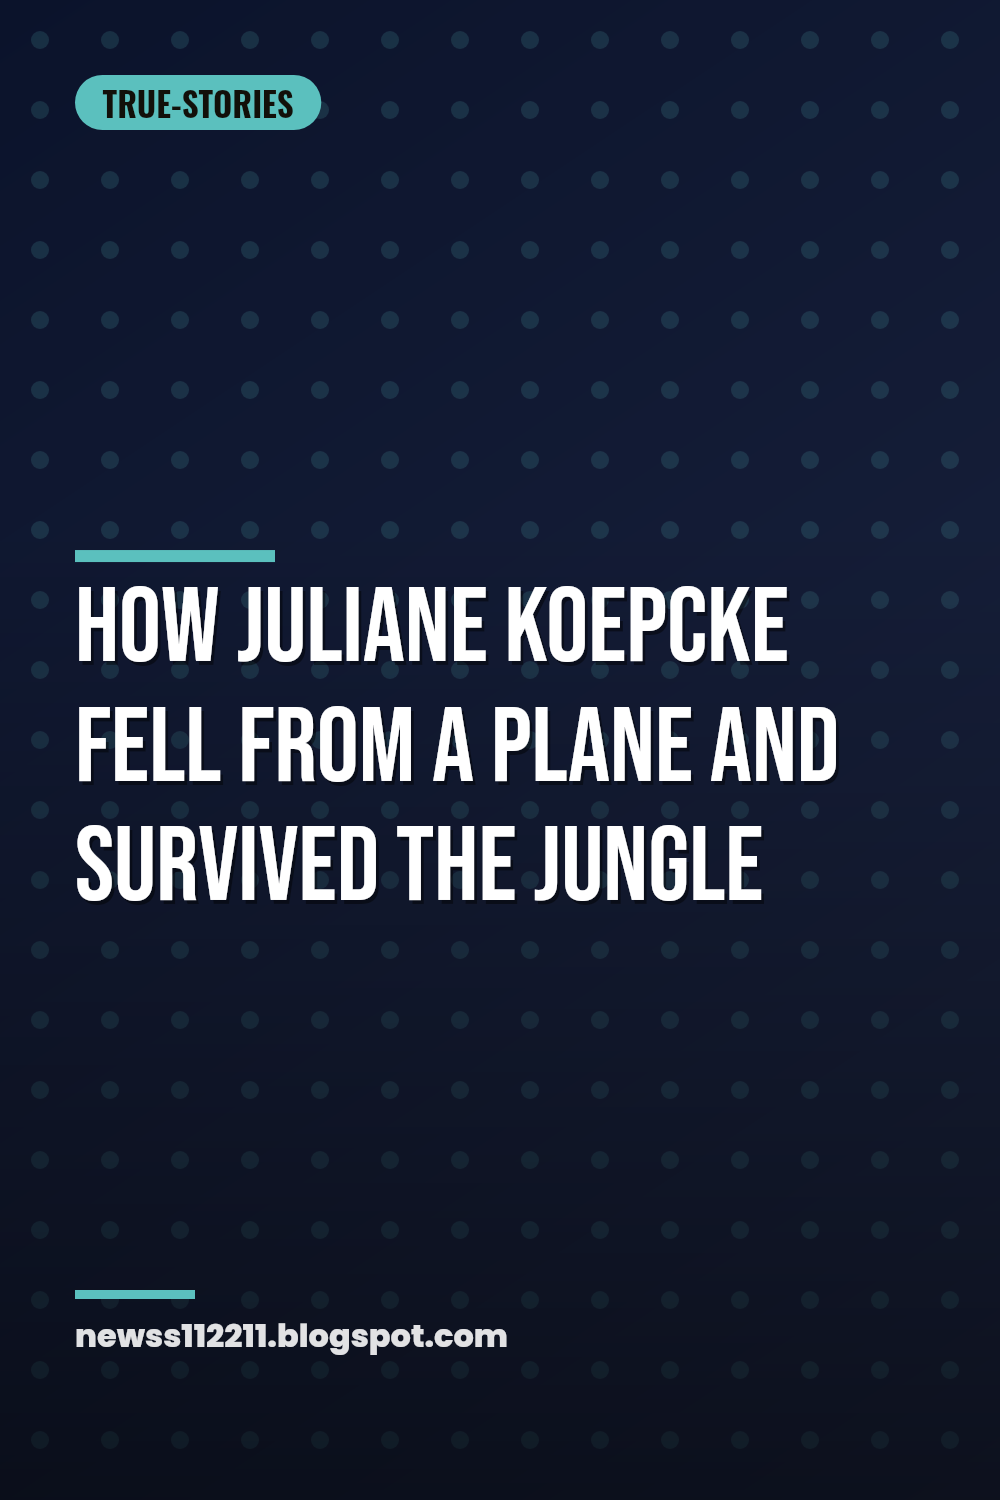 TRUE-STORIES
HOW JULIANE KOEPCKE
FELL FROM A PLANE AND
SURVIVED THE JUNGLE
newss112211.blogspot.com